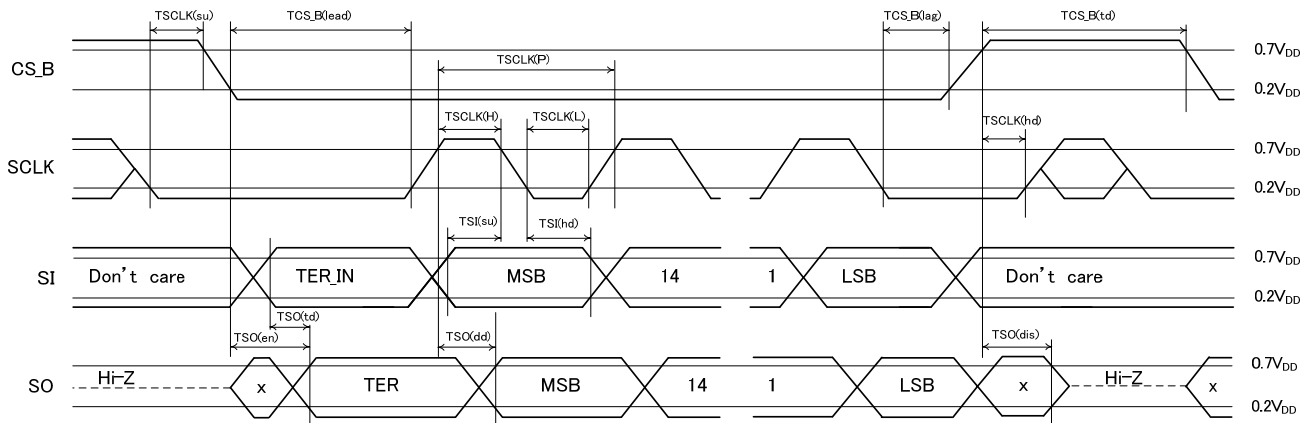 TSCLK(su) TCS_B(lead) TCS_B(lag) TCS_B(td)
CS_B TSCLK(P) 0.7VDD
0.2VDD
TSCLK(H) TSCLK(L) TSCLK(hd)
SCLK 0.7VDD
0.2VDD
TSI(su) TSI(hd)
SI Don't care TER_IN MSB 14 1 LSB Don't care 0.7VDD
0.2VDD
TSO(td)
TSO(en) TSO(dd) TSO(dis)
SO Hi-Z x TER MSB 14 1 LSB x Hi-Z x 0.7VDD
0.2VDD